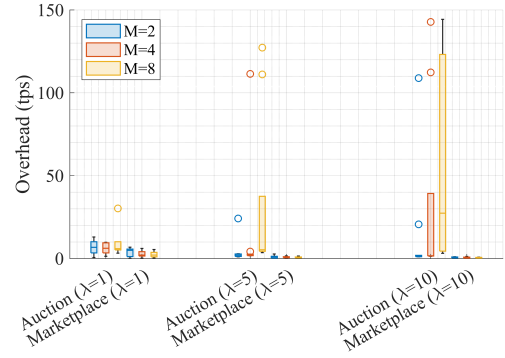 150
100
50
0
Overhead (tps)
M=2
M=4
M=8
Auction (λ=1)
Marketplace (λ=1)
Auction (λ=5)
Marketplace (λ=5)
Auction (λ=10)
Marketplace (λ=10)